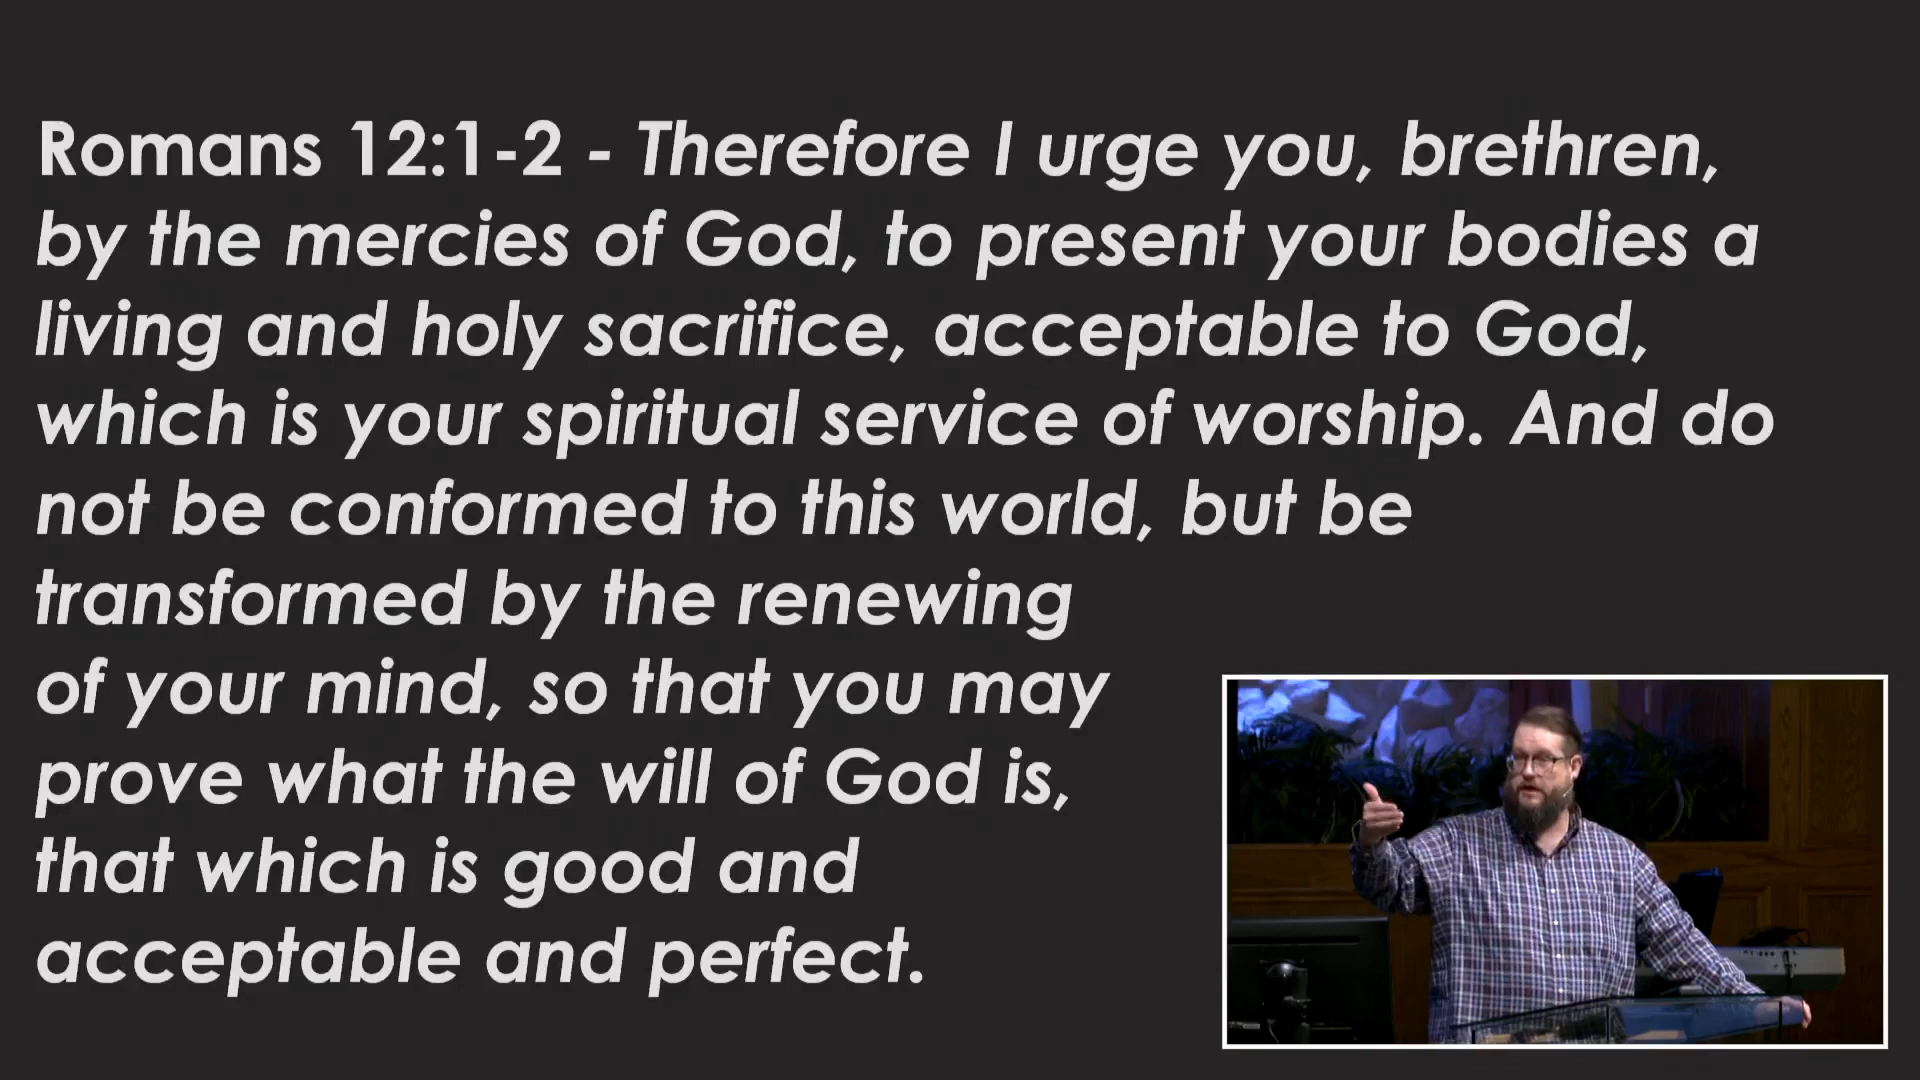 Romans 12:1-2 - Therefore I urge you, brethren,
by the mercies of God, to present your bodies a
living and holy sacrifice, acceptable to God,
which is your spiritual service of worship. And do
not be conformed to this world, but be
transformed by the renewing
of your mind, so that you may
prove what the will of God is,
that which is good and
acceptable and perfect.